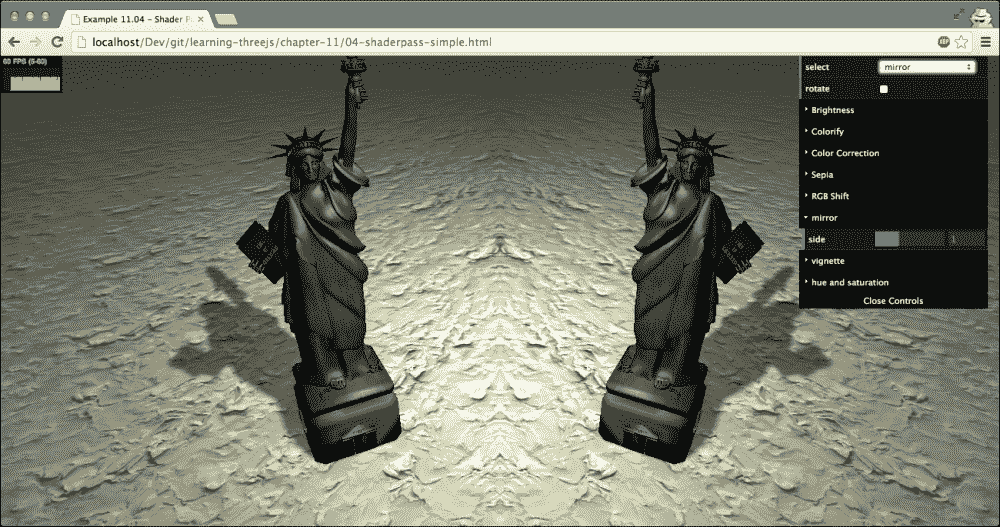 Example 11.04 – Shader P
localhost/Dev/git/learning-threejs/chapter-11/04-shaderpass-simple.html
60 FPS (5-60)
select mirror
rotate
Brightness
Colorify
Color Correction
Sepia
RGB Shift
mirror
side 1
vignette
hue and saturation
Close Controls